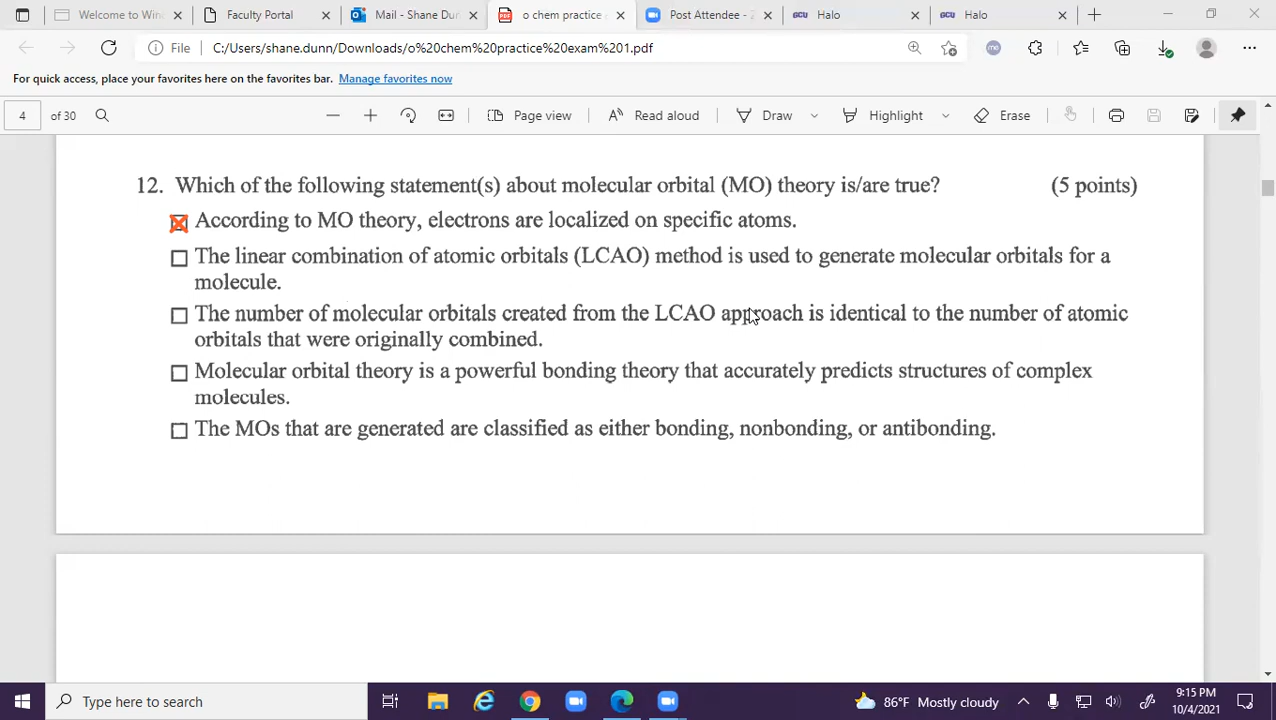 Welcome to Win
Faculty Portal
Mail - Shane Dun
o chem practice e
Post Attendee - Z
GCU Halo
GCU Halo
File C:/Users/shane.dunn/Downloads/o%20chem%20practice%20exam%201.pdf
For quick access, place your favorites here on the favorites bar. Manage favorites now
4 of 30 Page view Read aloud Draw Highlight Erase
12. Which of the following statement(s) about molecular orbital (MO) theory is/are true? (5 points)
According to MO theory, electrons are localized on specific atoms.
The linear combination of atomic orbitals (LCAO) method is used to generate molecular orbitals for a
molecule.
The number of molecular orbitals created from the LCAO approach is identical to the number of atomic
orbitals that were originally combined.
Molecular orbital theory is a powerful bonding theory that accurately predicts structures of complex
molecules.
The MOs that are generated are classified as either bonding, nonbonding, or antibonding.
Type here to search
86°F Mostly cloudy
9:15 PM
10/4/2021